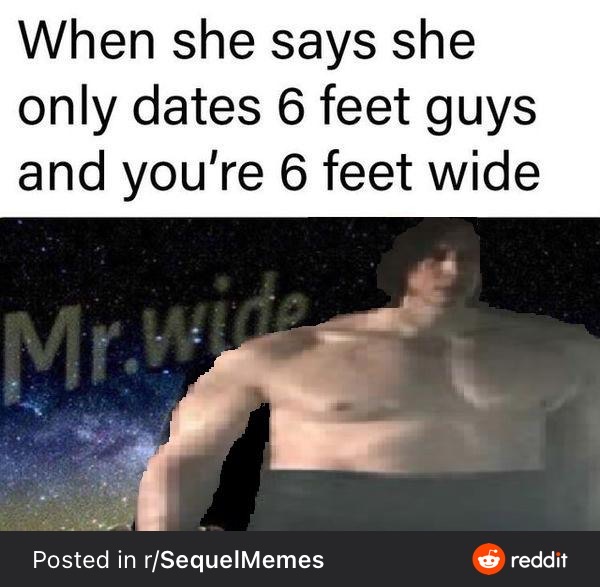 When she says she
only dates 6 feet guys
and you're 6 feet wide
Mr.wide
Posted in r/SequelMemes
reddit